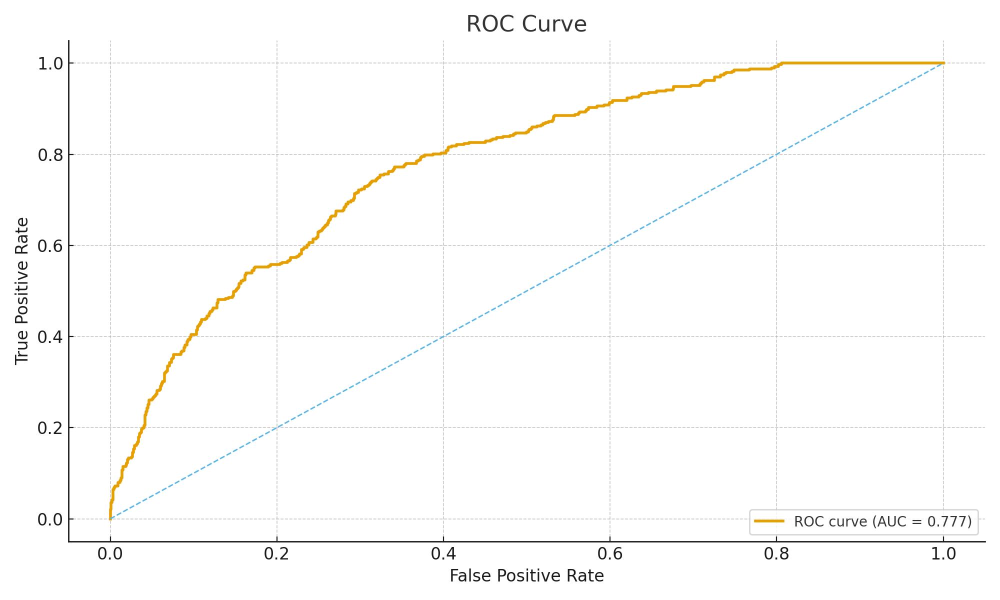 ROC Curve
True Positive Rate
1.0
0.8
0.6
0.4
0.2
0.0
0.0 0.2 0.4 0.6 0.8 1.0
False Positive Rate
ROC curve (AUC = 0.777)